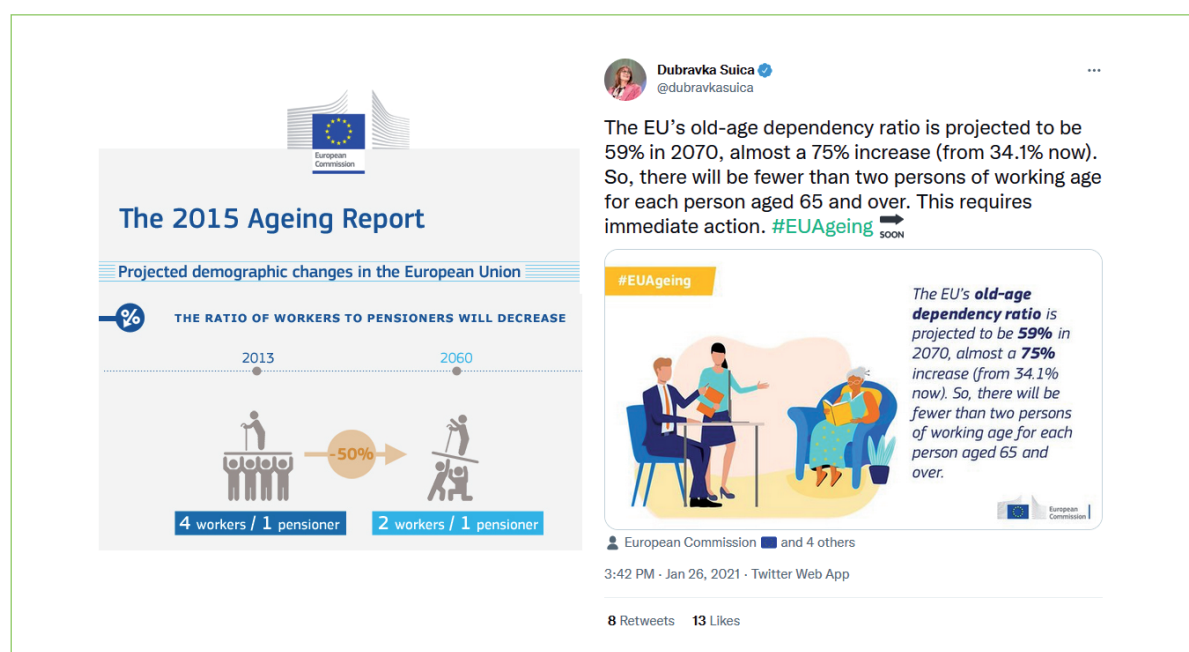 European
Commission
The 2015 Ageing Report
Projected demographic changes in the European Union
%
THE RATIO OF WORKERS TO PENSIONERS WILL DECREASE
2013
2060
-50%
4 workers / 1 pensioner
2 workers / 1 pensioner
Dubravka Suica
@dubravkasuica
The EU’s old-age dependency ratio is projected to be
59% in 2070, almost a 75% increase (from 34.1% now).
So, there will be fewer than two persons of working age
for each person aged 65 and over. This requires
immediate action. #EUAgeing SOON
#EUAgeing
The EU's old-age
dependency ratio is
projected to be 59% in
2070, almost a 75%
increase (from 34.1%
now). So, there will be
fewer than two persons
of working age for each
person aged 65 and
over.
European
Commission
European Commission and 4 others
3:42 PM · Jan 26, 2021 · Twitter Web App
8 Retweets 13 Likes